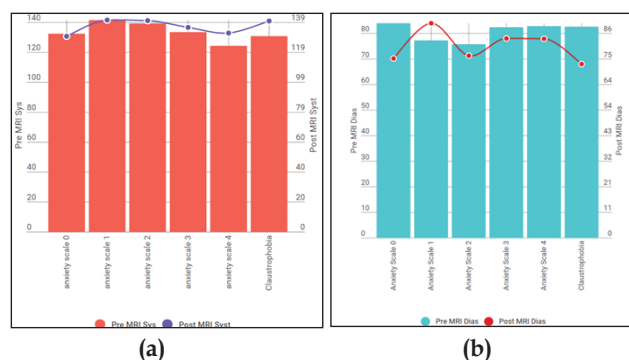 140
120
100
80
60
40
20
0
Pre MRI Sys
139
119
99
79
59
39
19
0
Post MRI Syst
anxiety scale 0
anxiety scale 1
anxiety scale 2
anxiety scale 3
anxiety scale 4
Claustrophobia
Pre MRI Sys
Post MRI Syst
(a)
80
70
60
50
40
30
20
10
0
Pre MRI Dias
86
75
64
54
43
32
21
11
0
Post MRI Dias
Anxiety Scale 0
Anxiety Scale 1
Anxiety Scale 2
Anxiety Scale 3
Anxiety Scale 4
Claustrophobia
Pre MRI Dias
Post MRI Dias
(b)